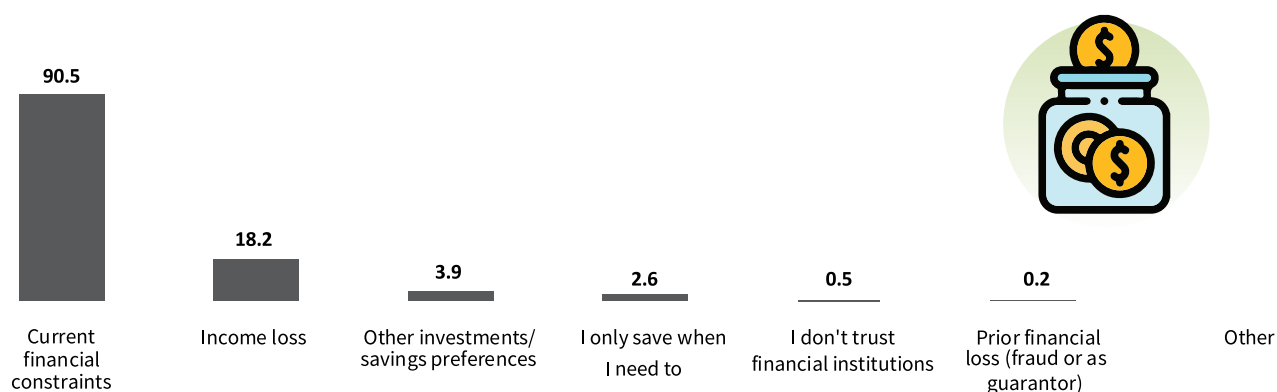 90.5
18.2
3.9
2.6
0.5
0.2
Current
financial
constraints
Income loss
Other investments/
savings preferences
I only save when
I need to
I don't trust
financial institutions
Prior financial
loss (fraud or as
guarantor)
Other
$
$